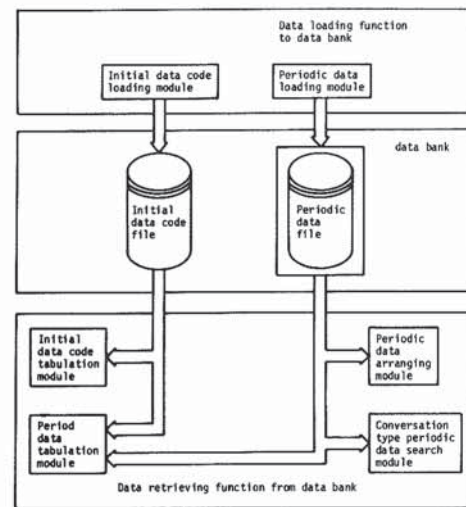 Data loading function
to data bank
Initial data code
loading module
Periodic data
loading module
data bank
Initial
data code
file
Periodic
data
file
Initial
data code
tabulation
module
Periodic
data
arranging
module
Period
data
tabulation
module
Conversation
type periodic
data search
module
Data retrieving function from data bank